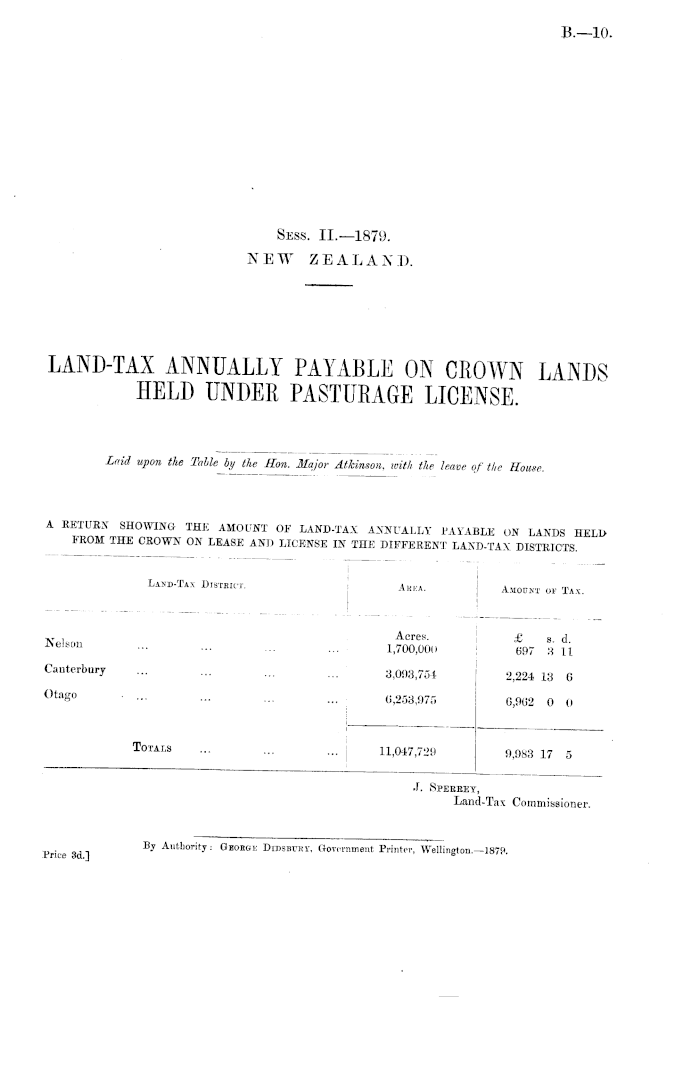 B.—10.
SESS. II.—1879.
NEW ZEALAND.
LAND-TAX ANNUALLY PAYABLE ON CROWN LANDS
HELD UNDER PASTURAGE LICENSE.
Laid upon the Table by the Hon. Major Atkinson, with the leave of the House.
A RETURN SHOWING THE AMOUNT OF LAND-TAX ANNUALLY PAYABLE ON LANDS HELD
FROM THE CROWN ON LEASE AND LICENSE IN THE DIFFERENT LAND-TAX DISTRICTS.
LAND-TAX DISTRICT. AREA. AMOUNT OF TAX.
Acres. £ s. d.
Nelson ... ... ... ... 1,700,000 697 3 11
Canterbury ... ... ... ... 3,093,754 2,224 13 6
Otago ... ... ... ... 6,253,975 6,962 0 0
TOTALS ... ... ... 11,047,729 9,983 17 5
J. SPERREY,
Land-Tax Commissioner.
By Authority: GEORGE DIDSBURY, Government Printer, Wellington.—1879.
Price 3d.]